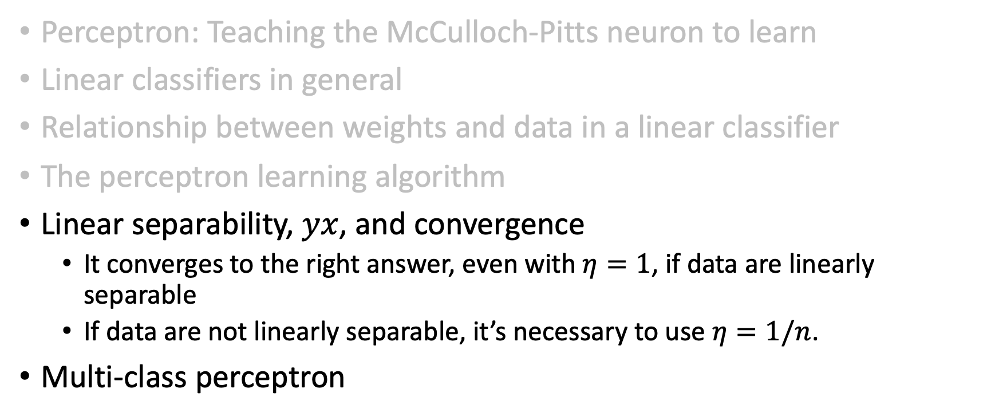 • Perceptron: Teaching the McCulloch-Pitts neuron to learn
• Linear classifiers in general
• Relationship between weights and data in a linear classifier
• The perceptron learning algorithm
• Linear separability, 𝑦𝑥, and convergence
• It converges to the right answer, even with 𝜂 = 1, if data are linearly
separable
• If data are not linearly separable, it’s necessary to use 𝜂 = 1/𝑛.
• Multi-class perceptron